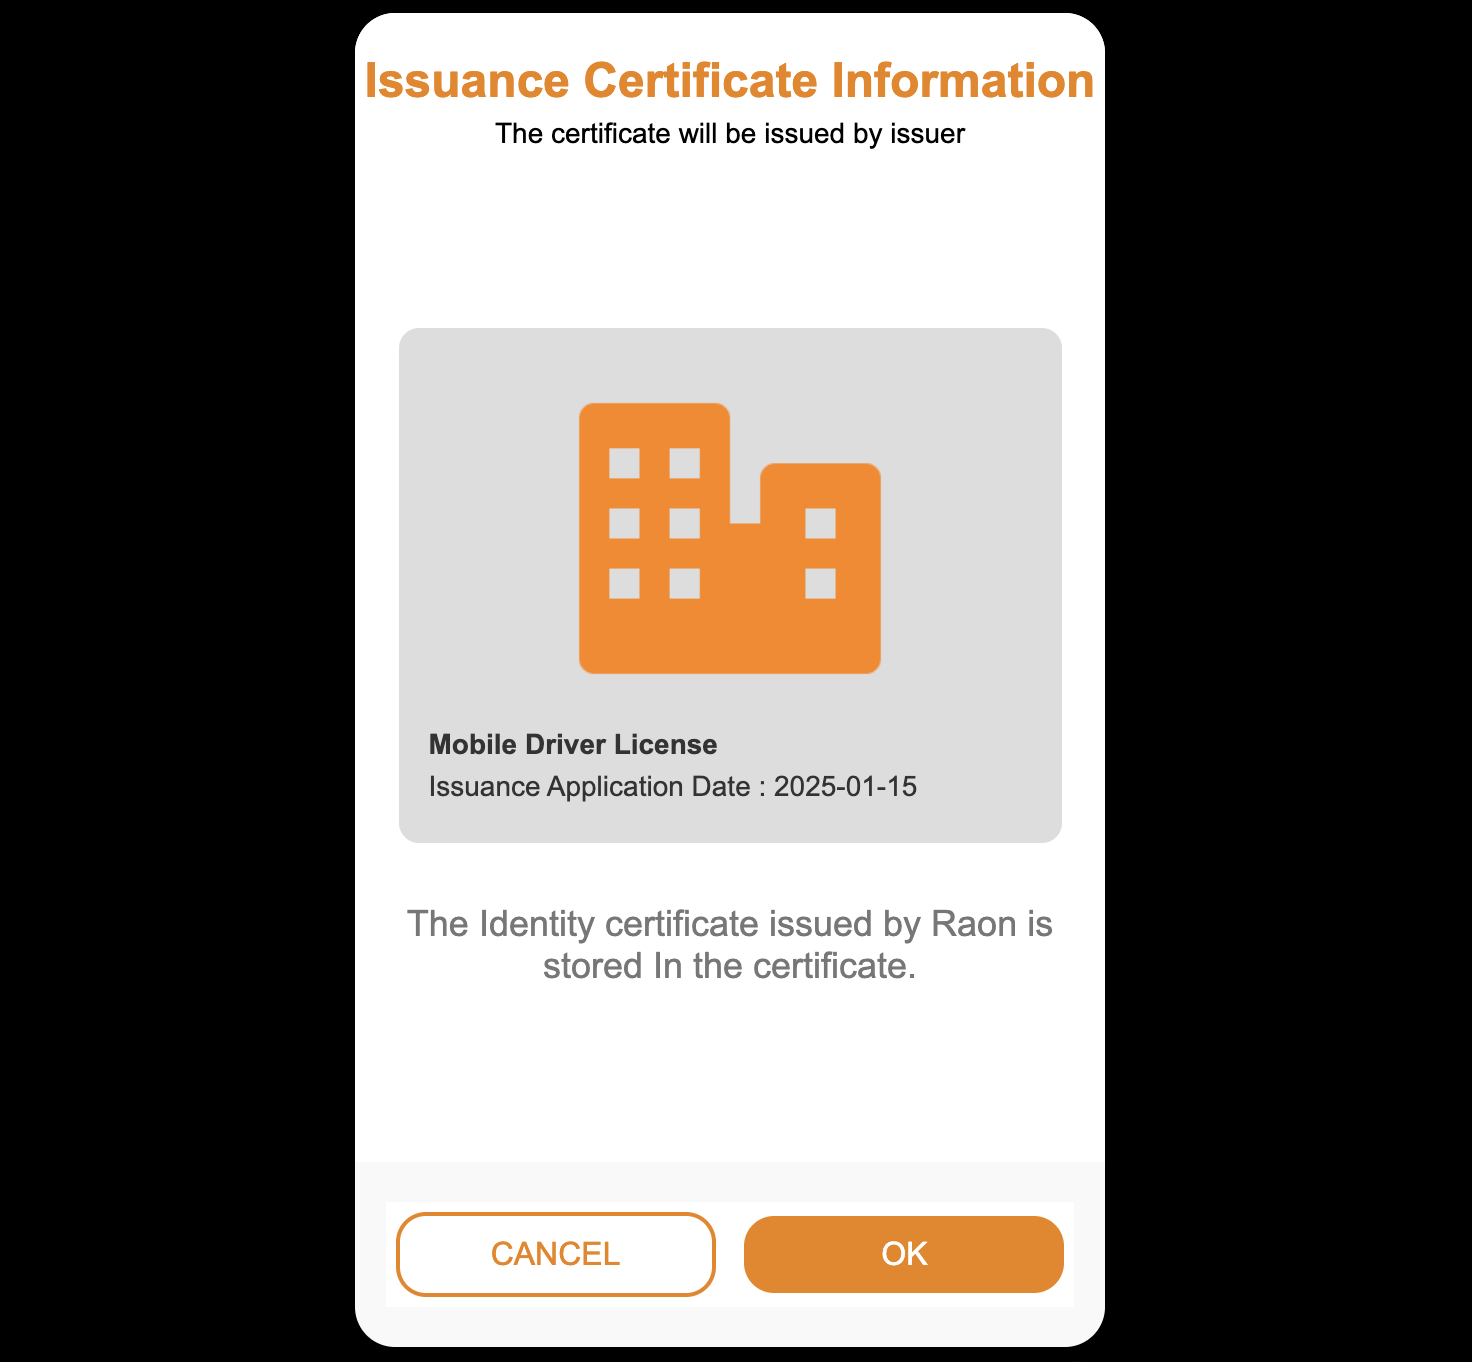 Issuance Certificate Information
The certificate will be issued by issuer
Mobile Driver License
Issuance Application Date : 2025-01-15
The Identity certificate issued by Raon is
stored In the certificate.
CANCEL
OK